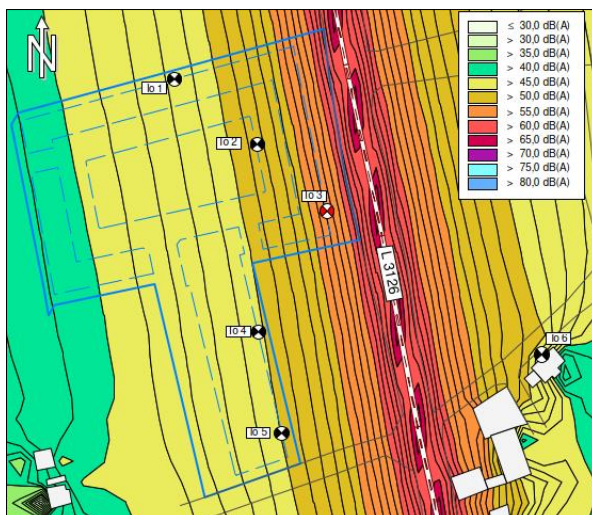 N
≤ 30,0 dB(A)
> 30,0 dB(A)
> 35,0 dB(A)
> 40,0 dB(A)
> 45,0 dB(A)
> 50,0 dB(A)
> 55,0 dB(A)
> 60,0 dB(A)
> 65,0 dB(A)
> 70,0 dB(A)
> 75,0 dB(A)
> 80,0 dB(A)
Io 1
Io 2
Io 3
L 3126
Io 4
Io 6
Io 5